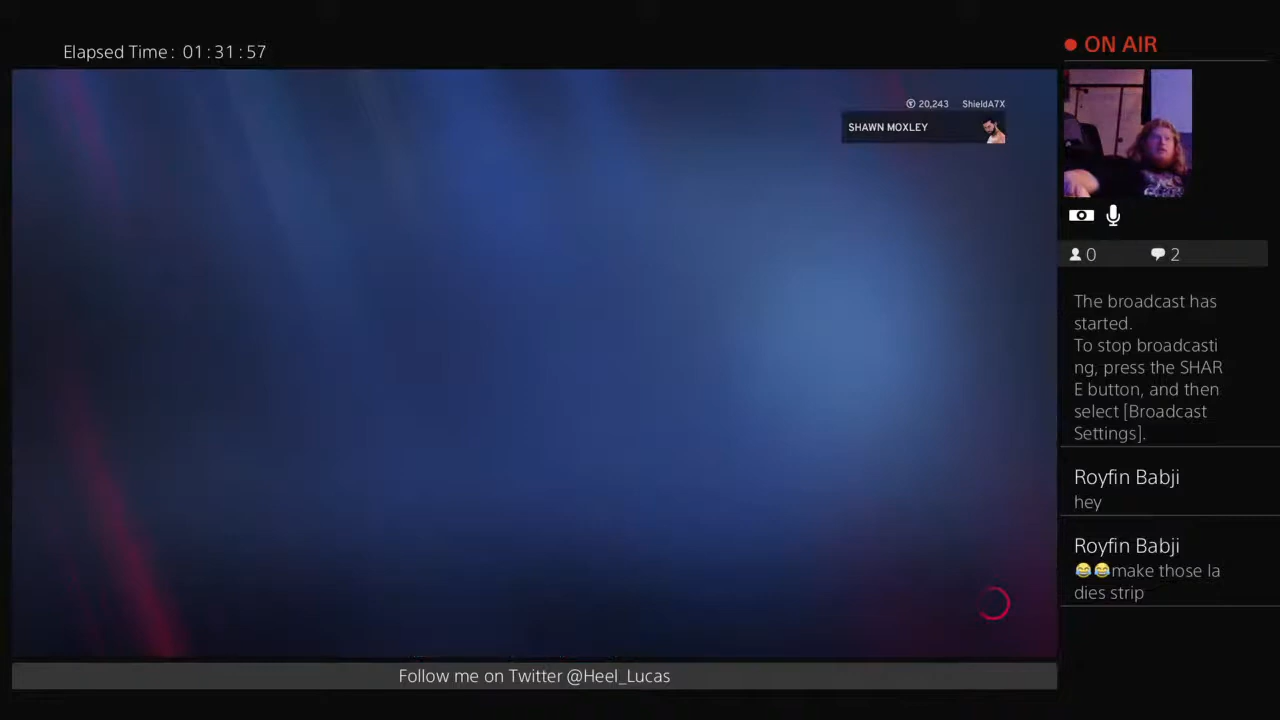 Elapsed Time: 01:31:57
ON AIR
20,243 ShieldA7X
SHAWN MOXLEY
0 2
The broadcast has
started.
To stop broadcasti
ng, press the SHAR
E button, and then
select [Broadcast
Settings].
Royfin Babji
hey
Royfin Babji
😂😂make those la
dies strip
Follow me on Twitter @Heel_Lucas